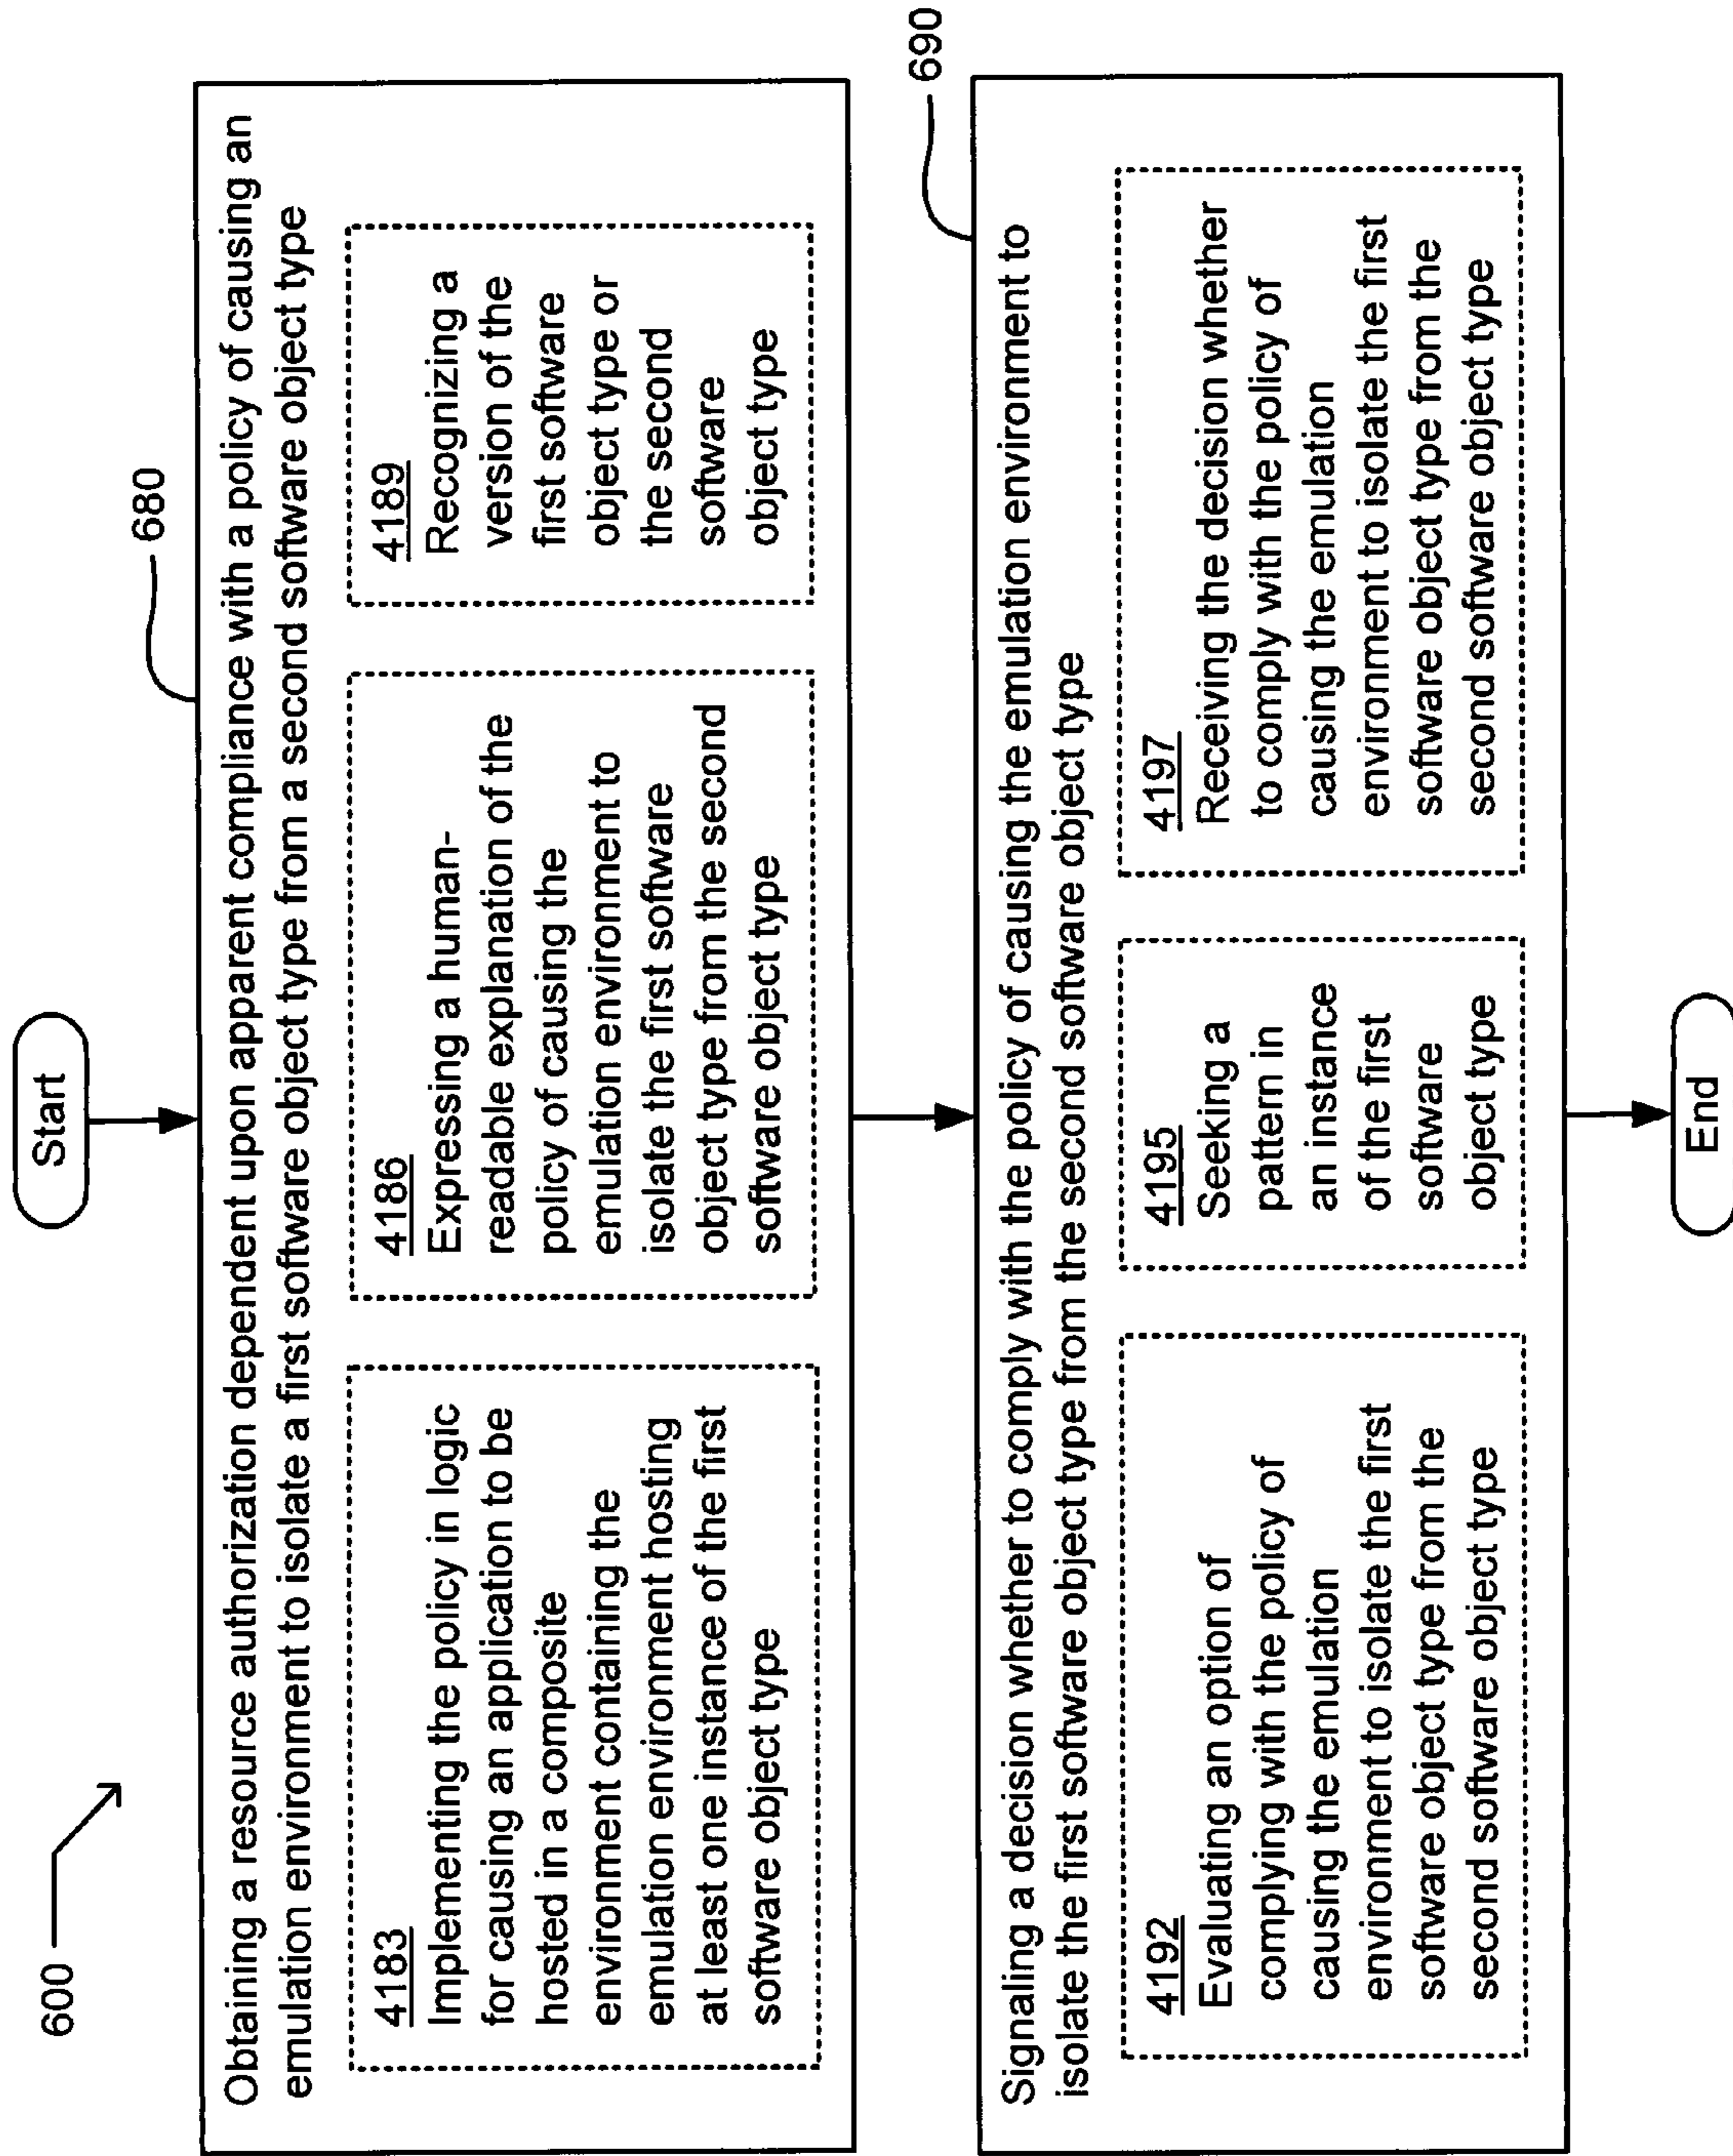 600
Start
680
Obtaining a resource authorization dependent upon apparent compliance with a policy of causing an
emulation environment to isolate a first software object type from a second software object type
4183
Implementing the policy in logic
for causing an application to be
hosted in a composite
environment containing the
emulation environment hosting
at least one instance of the first
software object type
4186
Expressing a human-
readable explanation of the
policy of causing the
emulation environment to
isolate the first software
object type from the second
software object type
4189
Recognizing a
version of the
first software
object type or
the second
software
object type
690
Signaling a decision whether to comply with the policy of causing the emulation environment to
isolate the first software object type from the second software object type
4192
Evaluating an option of
complying with the policy of
causing the emulation
environment to isolate the first
software object type from the
second software object type
4195
Seeking a
pattern in
an instance
of the first
software
object type
4197
Receiving the decision whether
to comply with the policy of
causing the emulation
environment to isolate the first
software object type from the
second software object type
End